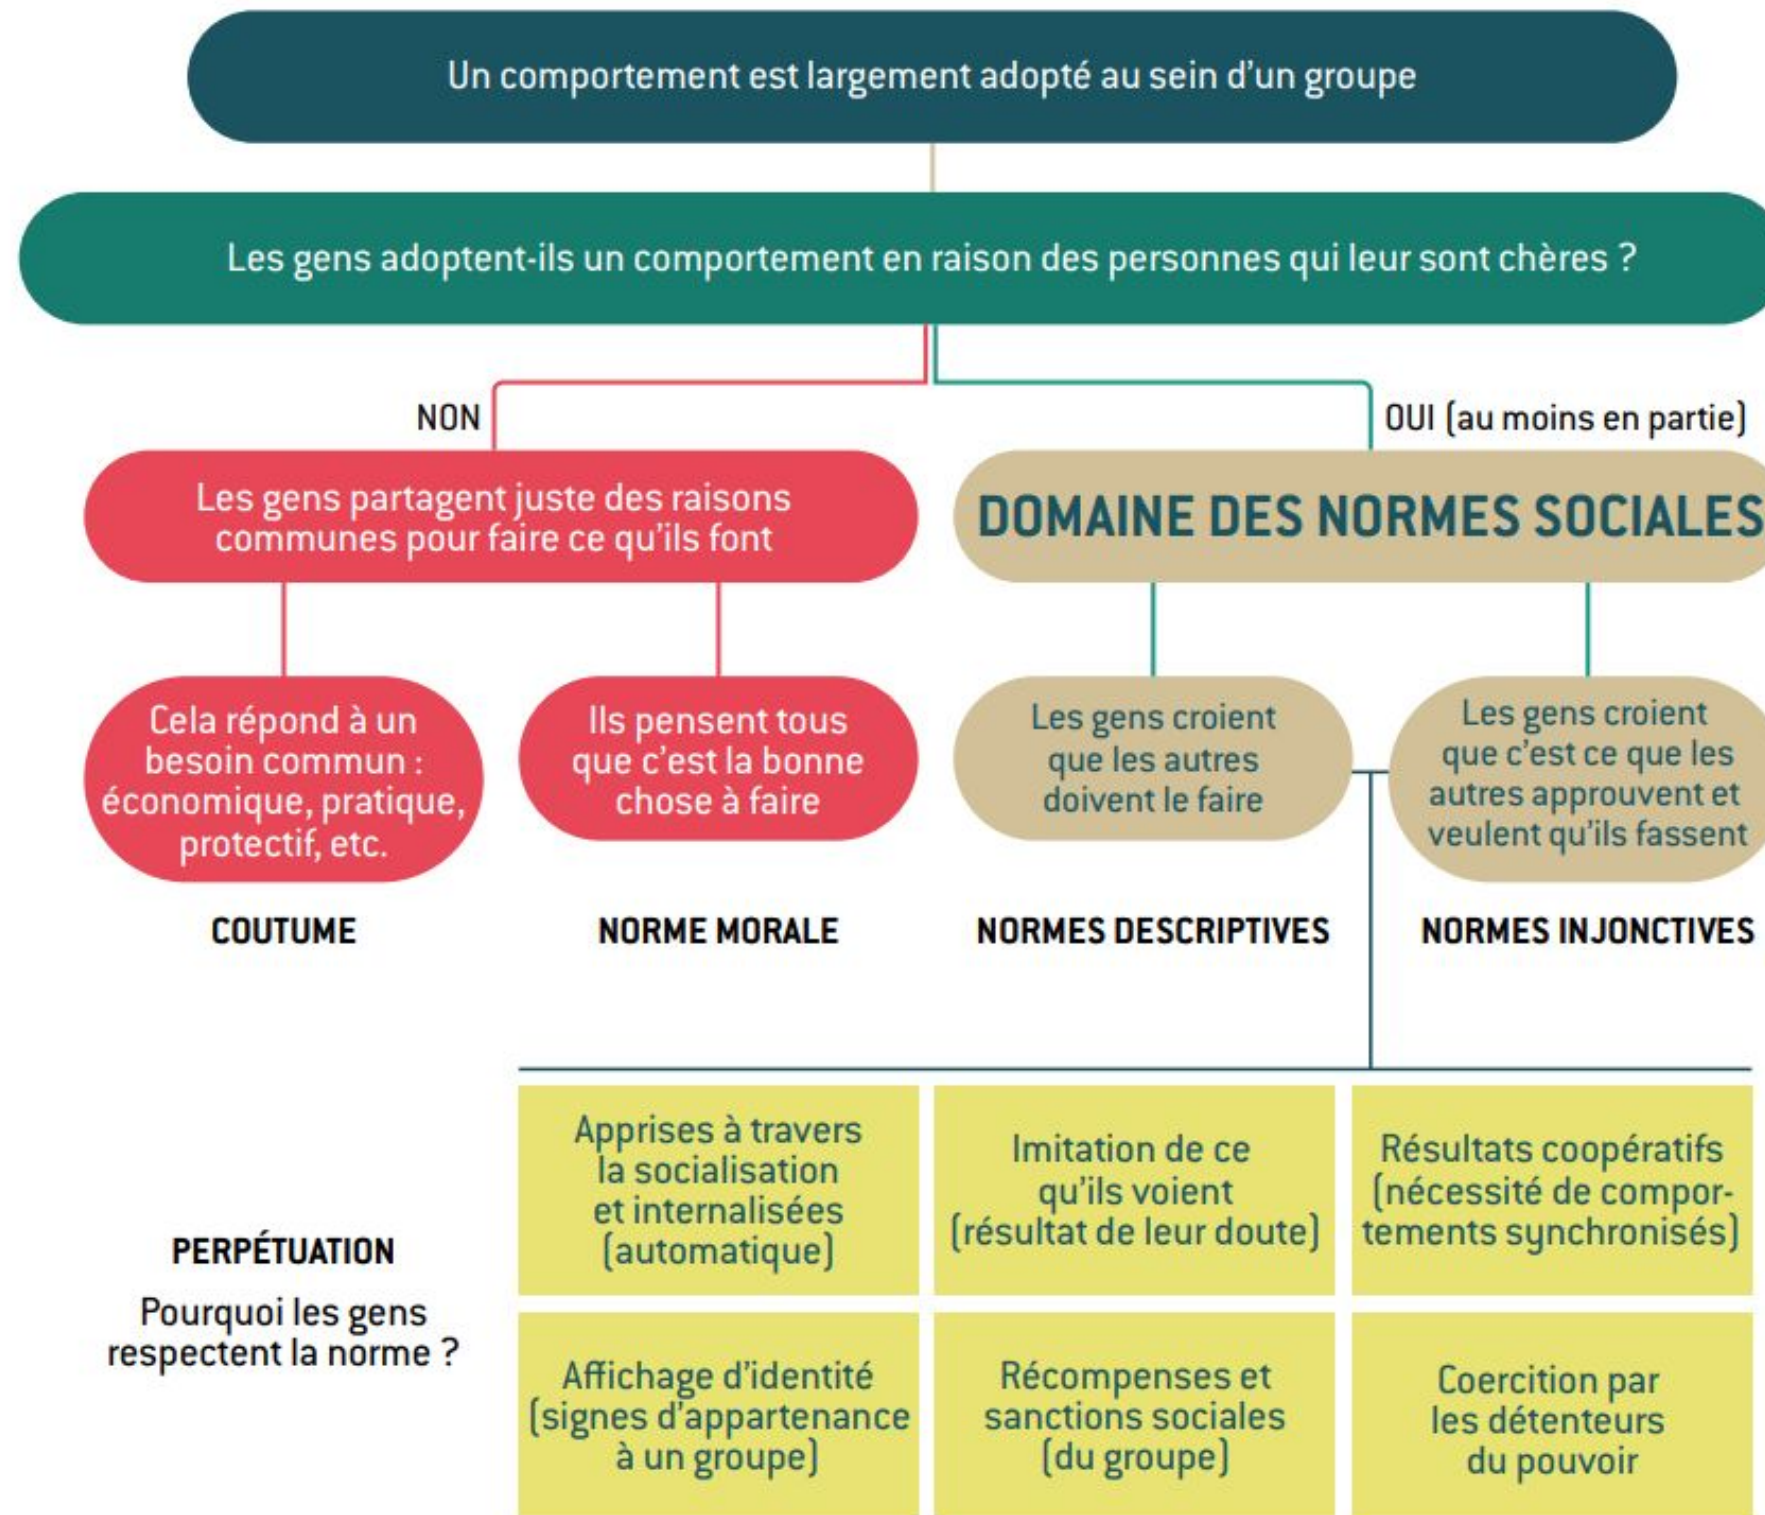 Un comportement est largement adopté au sein d'un groupe
Les gens adoptent-ils un comportement en raison des personnes qui leur sont chères ?
NON
OUI (au moins en partie)
Les gens partagent juste des raisons
communes pour faire ce qu'ils font
DOMAINE DES NORMES SOCIALES
Cela répond à un
besoin commun :
économique, pratique,
protectif, etc.
Ils pensent tous
que c'est la bonne
chose à faire
Les gens croient
que les autres
doivent le faire
Les gens croient
que c'est ce que les
autres approuvent et
veulent qu'ils fassent
COUTUME
NORME MORALE
NORMES DESCRIPTIVES
NORMES INJONCTIVES
PERPÉTUATION
Pourquoi les gens
respectent la norme ?
Apprises à travers
la socialisation
et internalisées
(automatique)
Imitation de ce
qu'ils voient
(résultat de leur doute)
Résultats coopératifs
(nécessité de compor-
tements synchronisés)
Affichage d'identité
(signes d'appartenance
à un groupe)
Récompenses et
sanctions sociales
(du groupe)
Coercition par
les détenteurs
du pouvoir